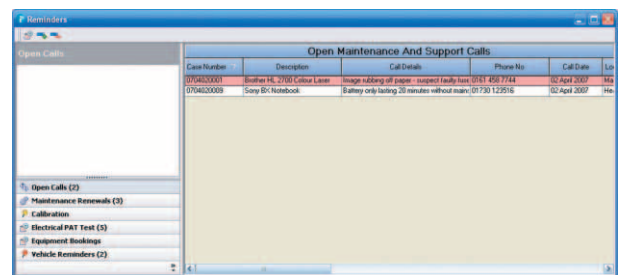 Reminders
Open Calls
Open Maintenance And Support Calls
Case Number Description Call Details Phone No Call Date
0704020001 Brother HL 2700 Colour Laser Image rubbing off paper - suspect faulty 0161 458 7744 02 April 2007
0704020009 Sony BX Notebook Battery only lasting 20 minutes without 01730 123516 02 April 2007
Open Calls (2)
Maintenance Renewals (3)
Calibration
Electrical PAT Test (5)
Equipment Bookings
Vehicle Reminders (2)